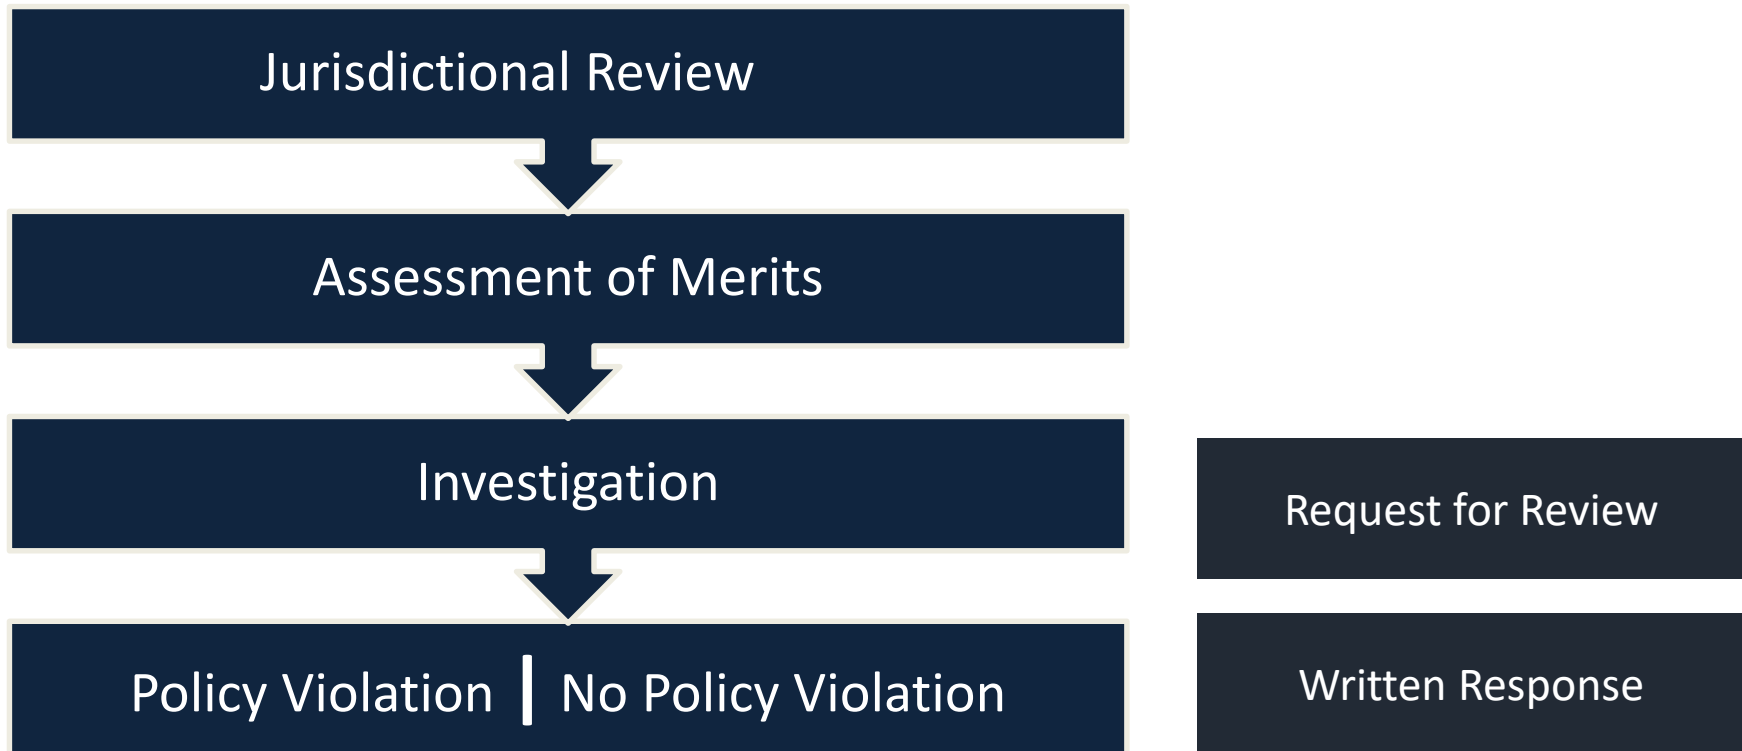 Jurisdictional Review
Assessment of Merits
Investigation
Policy Violation | No Policy Violation
Request for Review
Written Response